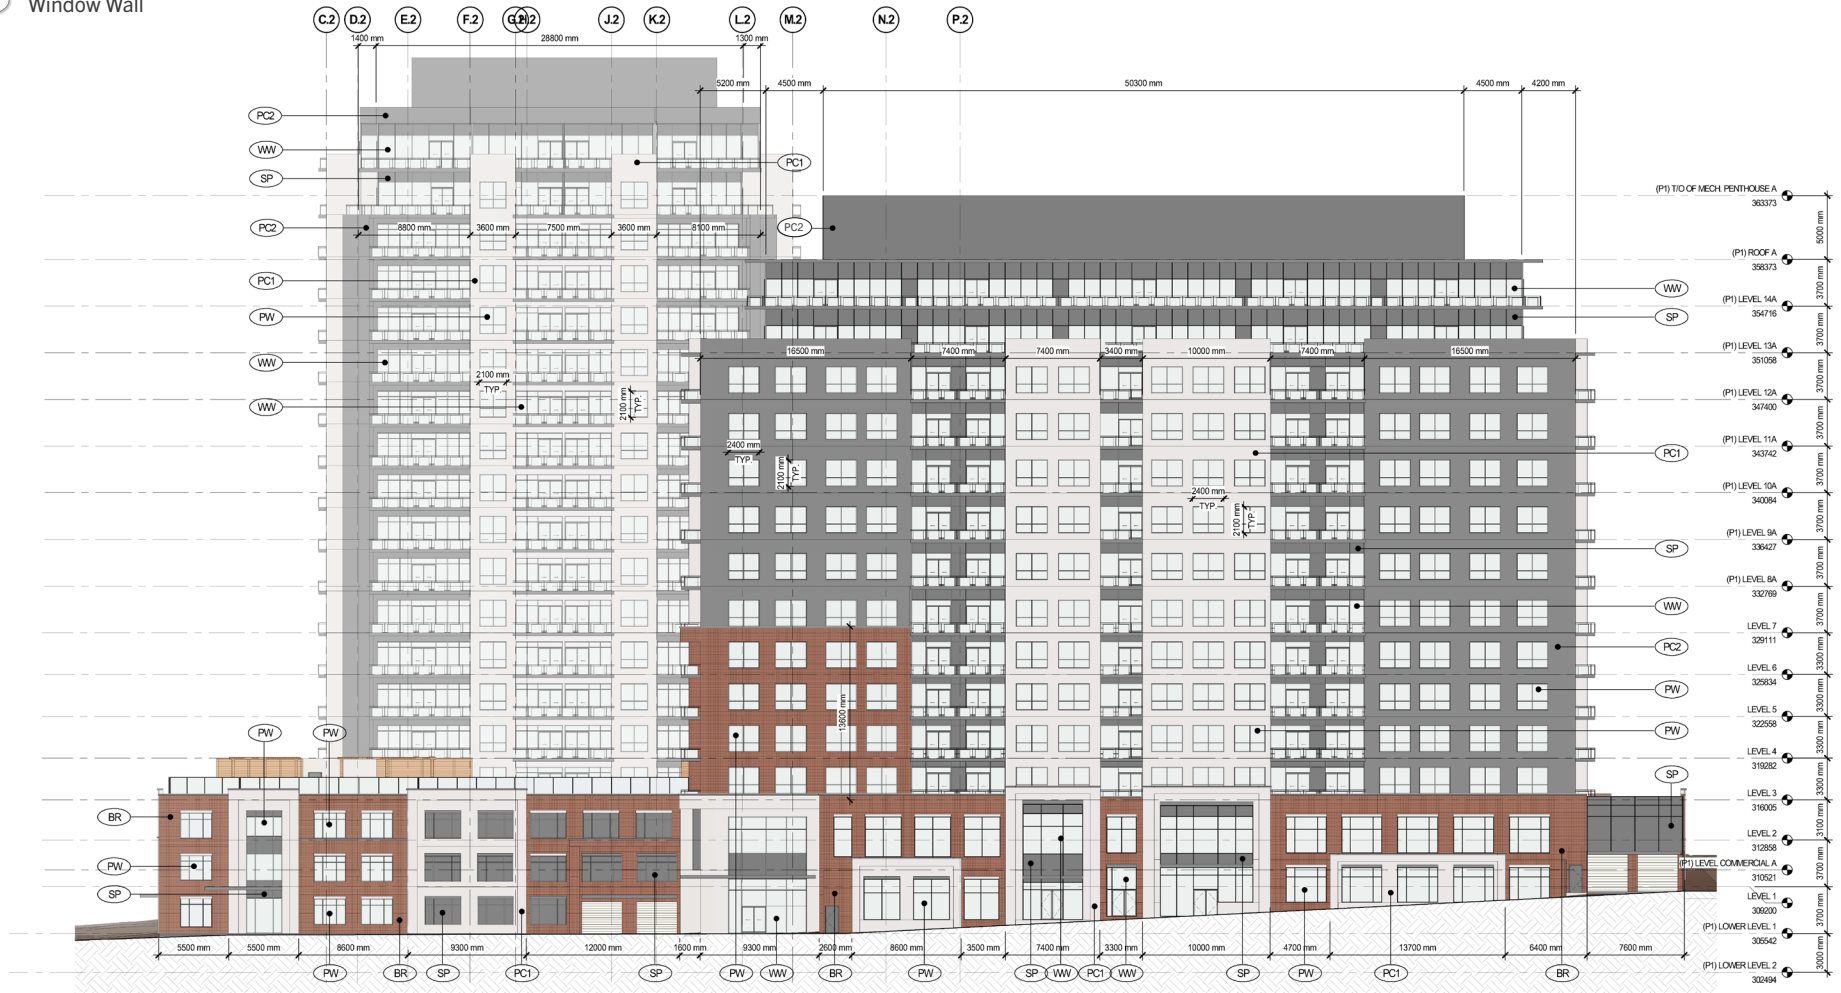 Window Wall
C.2 D.2 E.2 F.2 G.2 J.2 K.2 L.2 M.2 N.2 P.2
1400 mm 28800 mm 1300 mm
5200 mm 4500 mm 50300 mm 4500 mm 4200 mm
PC2
WW
PC1
SP
(P1) T/O OF MECH. PENTHOUSE A
363373
5000 mm
PC2
8800 mm 3600 mm 7500 mm 3600 mm 8100 mm
PC2
(P1) ROOF A
358373
3700 mm
PC1
WW
(P1) LEVEL 14A
354716
3700 mm
PW
SP
(P1) LEVEL 13A
351058
3700 mm
16500 mm 7400 mm 7400 mm 3400 mm 10000 mm 7400 mm 16500 mm
WW
2100 mm
TYP.
2100 mm
TYP.
(P1) LEVEL 12A
347400
3700 mm
WW
2400 mm
TYP.
2100 mm
TYP.
(P1) LEVEL 11A
343742
3700 mm
PC1
(P1) LEVEL 10A
340084
3700 mm
2400 mm
TYP.
2100 mm
TYP.
(P1) LEVEL 9A
336427
3700 mm
SP
(P1) LEVEL 8A
332769
3700 mm
WW
LEVEL 7
329111
3300 mm
PC2
LEVEL 6
325834
3300 mm
PW
13600 mm
LEVEL 5
322558
3300 mm
PW PW PW
LEVEL 4
319282
3300 mm
SP
LEVEL 3
316005
3100 mm
BR
LEVEL 2
312858
3700 mm
PW
(P1) LEVEL COMMERCIAL A
310521
SP
LEVEL 1
309200
3700 mm
(P1) LOWER LEVEL 1
305542
3000 mm
5500 mm 5500 mm 8600 mm 9300 mm 12000 mm 1600 mm 9300 mm 2600 mm 8600 mm 3500 mm 7400 mm 3300 mm 10000 mm 4700 mm 13700 mm 6400 mm 7600 mm
PW BR SP PC1 SP PW WW BR PW SP WW PC1 WW SP PW PC1 BR
(P1) LOWER LEVEL 2
302494